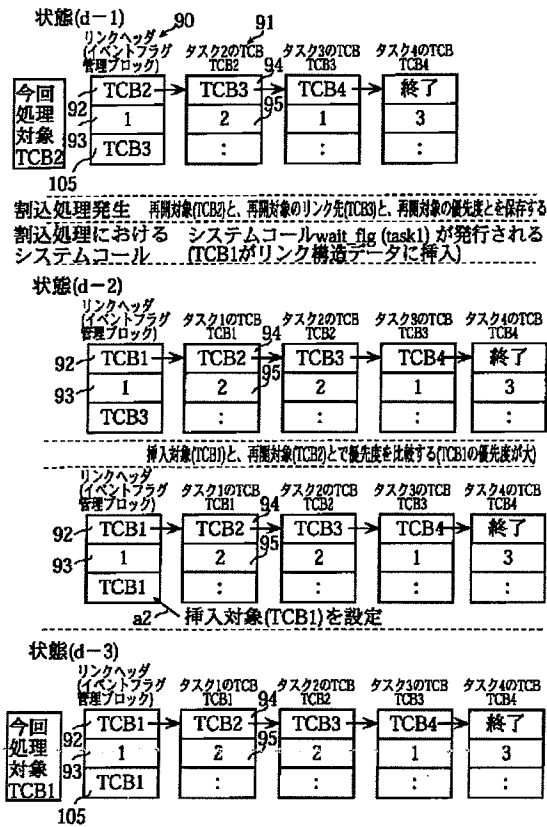 状態(d-1)
リンクヘッダ 90
(イベントフラグ
管理ブロック)
タスク2のTCB 91
TCB2
タスク3のTCB
TCB3
タスク4のTCB
TCB4
94
今回
処理
対象
TCB2
92 TCB2 TCB3 TCB4 終了
95
93 1 2 1 3
TCB3 : : :
105
割込処理発生 再開対象(TCB2)と、再開対象のリンク先(TCB3)と、再開対象の優先度とを保存する
割込処理における システムコールwait_flg (task1) が発行される
システムコール (TCB1がリンク構造データに挿入)
状態(d-2)
リンクヘッダ
(イベントフラグ
管理ブロック)
タスク1のTCB
TCB1
タスク2のTCB
TCB2
タスク3のTCB
TCB3
タスク4のTCB
TCB4
94
92 TCB1 TCB2 TCB3 TCB4 終了
95
93 1 2 2 1 3
TCB3 : : : :
挿入対象(TCB1)と、再開対象(TCB2)とで優先度を比較する(TCB1の優先度が大)
リンクヘッダ
(イベントフラグ
管理ブロック)
タスク1のTCB
TCB1
タスク2のTCB
TCB2
タスク3のTCB
TCB3
タスク4のTCB
TCB4
94
92 TCB1 TCB2 TCB3 TCB4 終了
95
93 1 2 2 1 3
TCB1 : : : :
a2 挿入対象(TCB1)を設定
状態(d-3)
リンクヘッダ
(イベントフラグ
管理ブロック)
タスク1のTCB
TCB1
タスク2のTCB
TCB2
タスク3のTCB
TCB3
タスク4のTCB
TCB4
94
今回
処理
対象
TCB1
92 TCB1 TCB2 TCB3 TCB4 終了
95
93 1 2 2 1 3
TCB1 : : : :
105